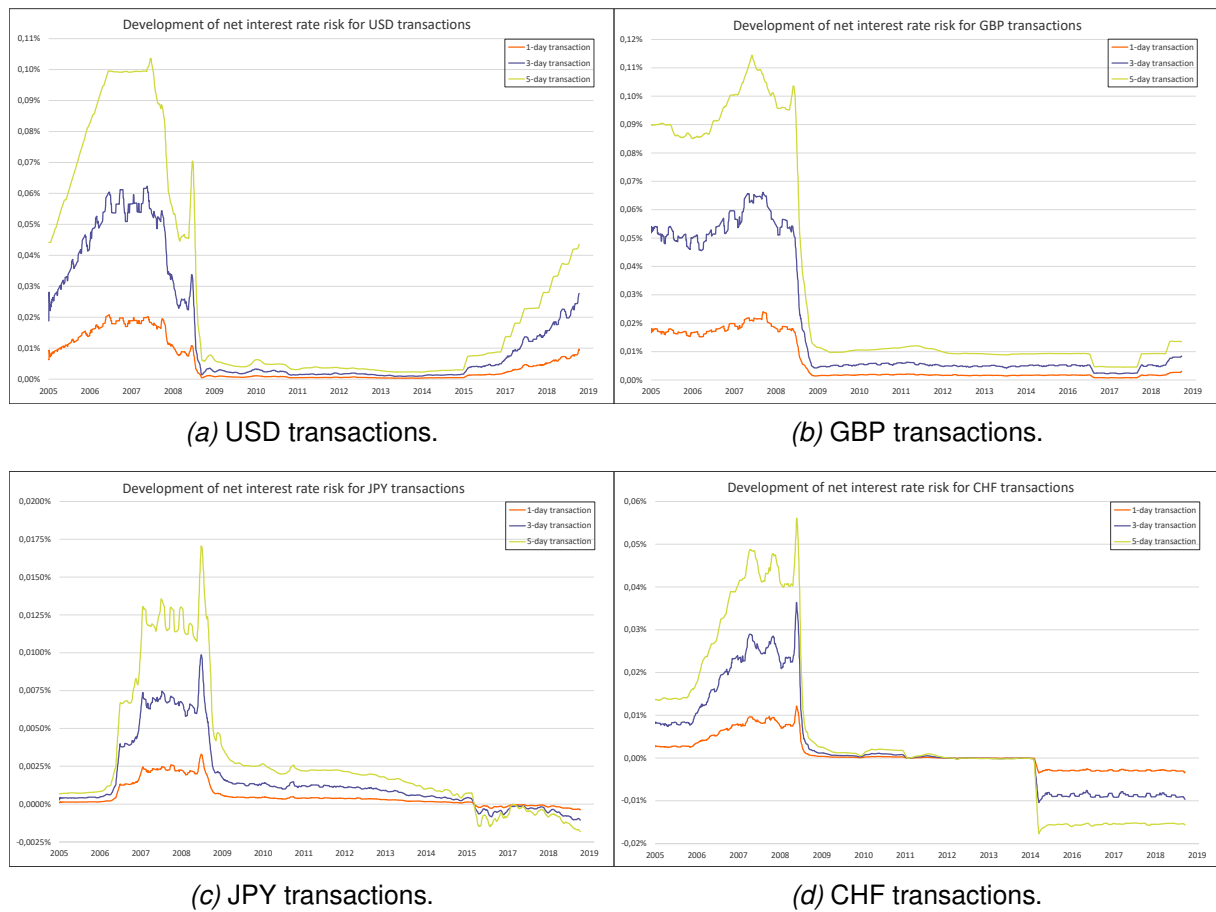 Development of net interest rate risk for USD transactions
0,11%
0,10%
0,09%
0,08%
0,07%
0,06%
0,05%
0,04%
0,03%
0,02%
0,01%
0,00%
2005 2006 2007 2008 2009 2010 2011 2012 2013 2014 2015 2017 2018 2019
1-day transaction
3-day transaction
5-day transaction
(a) USD transactions.
Development of net interest rate risk for GBP transactions
0,12%
0,11%
0,10%
0,09%
0,08%
0,07%
0,06%
0,05%
0,04%
0,03%
0,02%
0,01%
0,00%
2005 2006 2007 2008 2009 2010 2011 2012 2013 2014 2016 2017 2018 2019
1-day transaction
3-day transaction
5-day transaction
(b) GBP transactions.
Development of net interest rate risk for JPY transactions
0,0200%
0,0175%
0,0150%
0,0125%
0,0100%
0,0075%
0,0050%
0,0025%
0,0000%
-0,0025%
2005 2006 2007 2008 2009 2010 2011 2012 2013 2014 2015 2017 2018 2019
1-day transaction
3-day transaction
5-day transaction
(c) JPY transactions.
Development of net interest rate risk for CHF transactions
0,06%
0,05%
0,04%
0,03%
0,02%
0,01%
0,00%
-0,01%
-0,02%
2005 2006 2007 2008 2009 2010 2011 2012 2013 2014 2015 2017 2018 2019
1-day transaction
3-day transaction
5-day transaction
(d) CHF transactions.